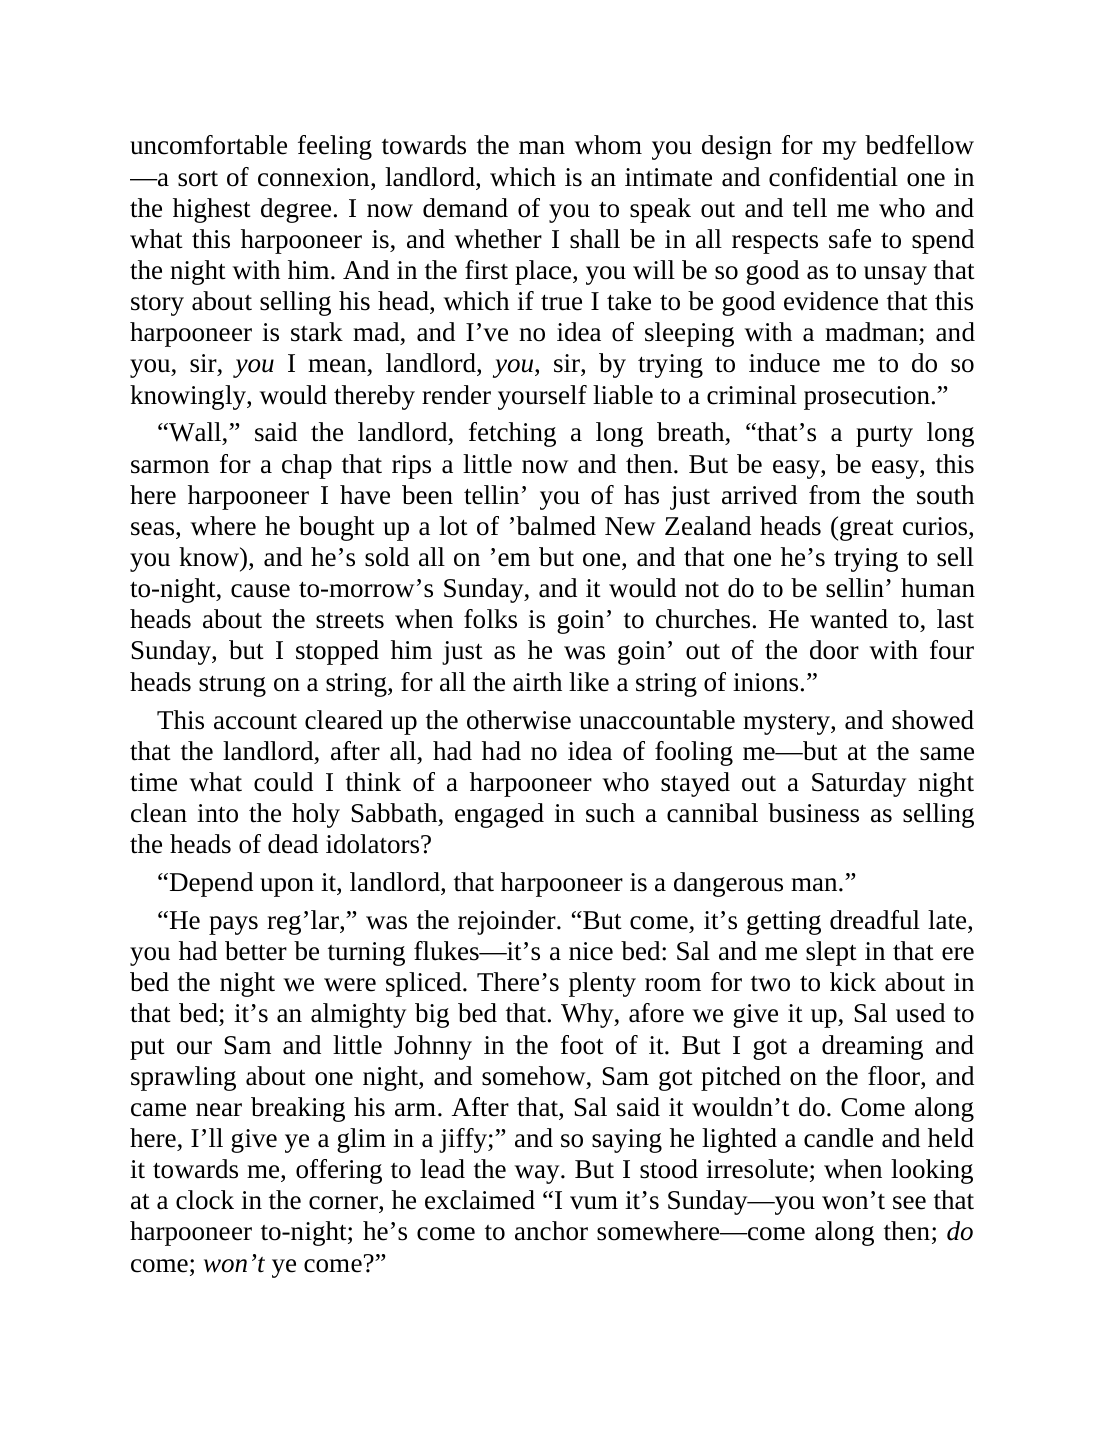 uncomfortable feeling towards the man whom you design for my bedfellow
—a sort of connexion, landlord, which is an intimate and confidential one in
the highest degree. I now demand of you to speak out and tell me who and
what this harpooneer is, and whether I shall be in all respects safe to spend
the night with him. And in the first place, you will be so good as to unsay that
story about selling his head, which if true I take to be good evidence that this
harpooneer is stark mad, and I’ve no idea of sleeping with a madman; and
you, sir, you I mean, landlord, you, sir, by trying to induce me to do so
knowingly, would thereby render yourself liable to a criminal prosecution.”
“Wall,” said the landlord, fetching a long breath, “that’s a purty long
sarmon for a chap that rips a little now and then. But be easy, be easy, this
here harpooneer I have been tellin’ you of has just arrived from the south
seas, where he bought up a lot of ’balmed New Zealand heads (great curios,
you know), and he’s sold all on ’em but one, and that one he’s trying to sell
to-night, cause to-morrow’s Sunday, and it would not do to be sellin’ human
heads about the streets when folks is goin’ to churches. He wanted to, last
Sunday, but I stopped him just as he was goin’ out of the door with four
heads strung on a string, for all the airth like a string of inions.”
This account cleared up the otherwise unaccountable mystery, and showed
that the landlord, after all, had had no idea of fooling me—but at the same
time what could I think of a harpooneer who stayed out a Saturday night
clean into the holy Sabbath, engaged in such a cannibal business as selling
the heads of dead idolators?
“Depend upon it, landlord, that harpooneer is a dangerous man.”
“He pays reg’lar,” was the rejoinder. “But come, it’s getting dreadful late,
you had better be turning flukes—it’s a nice bed: Sal and me slept in that ere
bed the night we were spliced. There’s plenty room for two to kick about in
that bed; it’s an almighty big bed that. Why, afore we give it up, Sal used to
put our Sam and little Johnny in the foot of it. But I got a dreaming and
sprawling about one night, and somehow, Sam got pitched on the floor, and
came near breaking his arm. After that, Sal said it wouldn’t do. Come along
here, I’ll give ye a glim in a jiffy;” and so saying he lighted a candle and held
it towards me, offering to lead the way. But I stood irresolute; when looking
at a clock in the corner, he exclaimed “I vum it’s Sunday—you won’t see that
harpooneer to-night; he’s come to anchor somewhere—come along then; do
come; won’t ye come?”